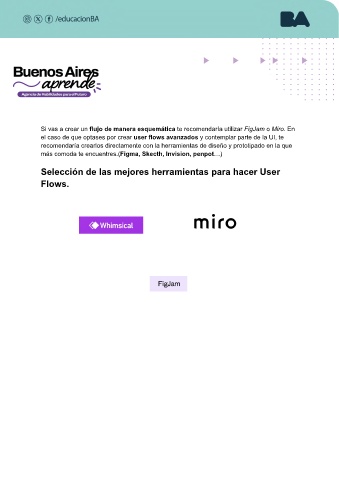 /educacionBA
BA
Buenos Aires
aprende
Agencia de Habilidades para el Futuro
Si vas a crear un flujo de manera esquemática te recomendaría utilizar FigJam o Miro. En
el caso de que optases por crear user flows avanzados y contemplar parte de la UI, te
recomendaría crearlos directamente con la herramientas de diseño y prototipado en la que
más comoda te encuentres.(Figma, Skecth, Invision, penpot…)
Selección de las mejores herramientas para hacer User
Flows.
Whimsical
miro
FigJam